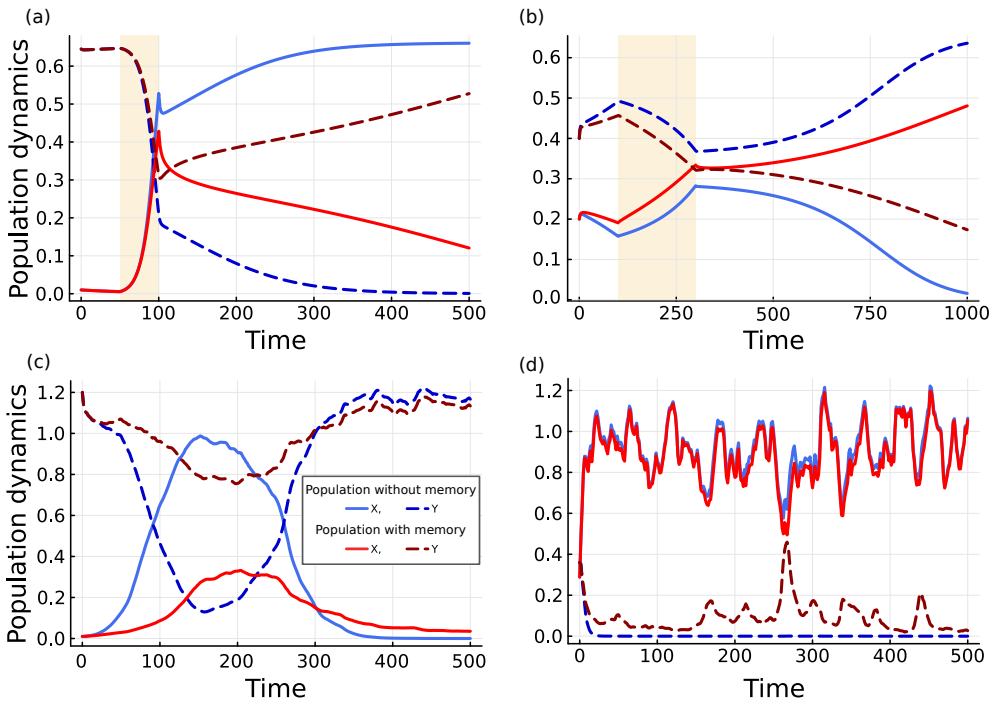 (a)
Population dynamics
0.6
0.5
0.4
0.3
0.2
0.1
0.0
0 100 200 300 400 500
Time
(b)
0.6
0.5
0.4
0.3
0.2
0.1
0.0
0 250 500 750 1000
Time
(c)
Population dynamics
1.2
1.0
0.8
0.6
0.4
0.2
0.0
0 100 200 300 400 500
Time
Population without memory
X, Y
Population with memory
X, Y
(d)
1.2
1.0
0.8
0.6
0.4
0.2
0.0
0 100 200 300 400 500
Time